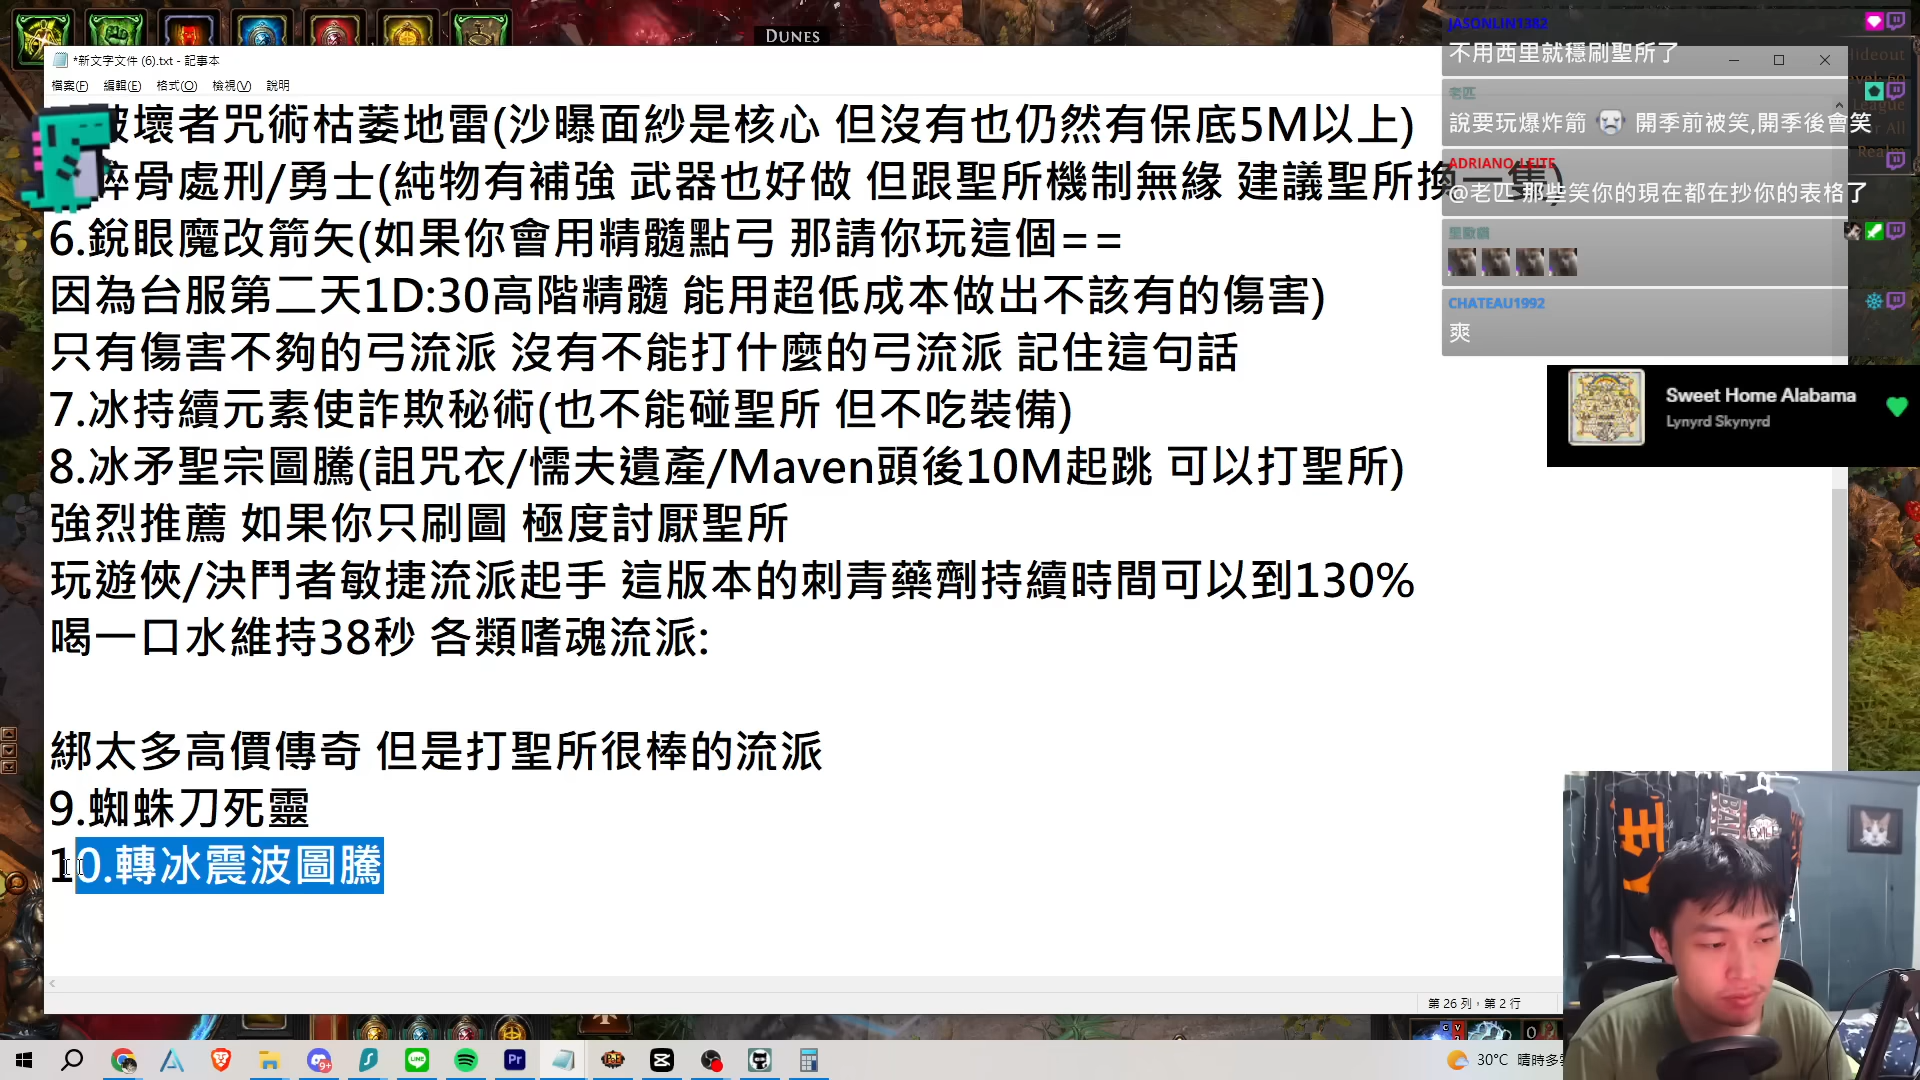 DUNES
*新文字文件 (6).txt - 記事本
檔案(F) 編輯(E) 格式(O) 檢視(V) 說明
壞者咒術枯萎地雷(沙曝面紗是核心 但沒有也仍然有保底5M以上)
骨處刑/勇士(純物有補強 武器也好做 但跟聖所機制無緣 建議聖所換一隻)
6.銳眼魔改箭矢(如果你會用精髓點弓 那請你玩這個==
因為台服第二天1D:30高階精髓 能用超低成本做出不該有的傷害)
只有傷害不夠的弓流派 沒有不能打什麼的弓流派 記住這句話
7.冰持續元素使詐欺秘術(也不能碰聖所 但不吃裝備)
8.冰矛聖宗圖騰(詛咒衣/懦夫遺產/Maven頭後10M起跳 可以打聖所)
強烈推薦 如果你只刷圖 極度討厭聖所
玩遊俠/決鬥者敏捷流派起手 這版本的刺青藥劑持續時間可以到130%
喝一口水維持38秒 各類嗜魂流派:
綁太多高價傳奇 但是打聖所很棒的流派
9.蜘蛛刀死靈
10.轉冰震波圖騰
第 26 列，第 2 行
JASONLIN1382
不用西里就穩刷聖所了
老匹
說要玩爆炸箭 開季前被笑,開季後會笑
ADRIANO_LEITE
@老匹 那些笑你的現在都在抄你的表格了
CHATEAU1992
爽
Sweet Home Alabama
Lynyrd Skynyrd
30°C 晴時多雲